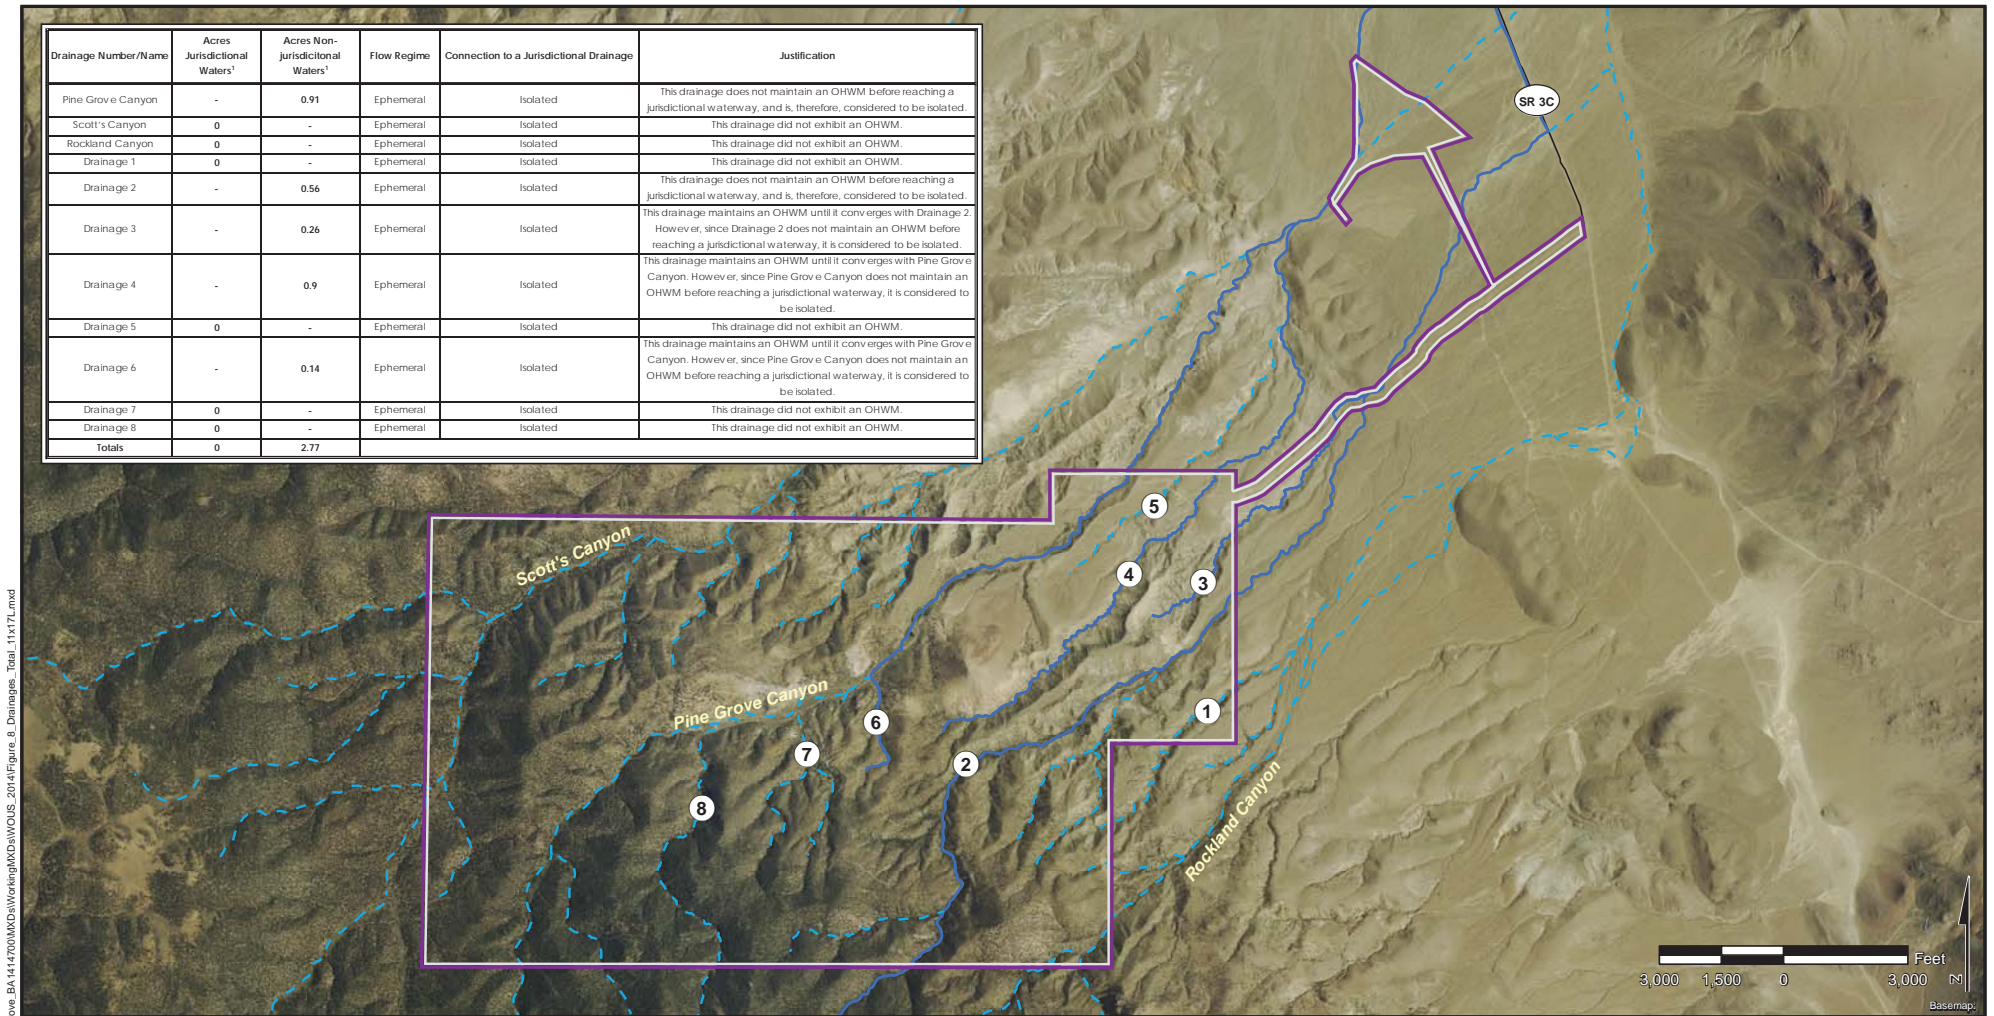 Drainage Number/Name
Acres
Jurisdictional
Waters¹
Acres Non-
jurisdicitonal
Waters¹
Flow Regime
Connection to a Jurisdictional Drainage
Justification
Pine Grove Canyon - 0.91 Ephemeral Isolated
This drainage does not maintain an OHWM before reaching a
jurisdictional waterway, and is, therefore, considered to be isolated.
Scott's Canyon 0 - Ephemeral Isolated This drainage did not exhibit an OHWM.
Rockland Canyon 0 - Ephemeral Isolated This drainage did not exhibit an OHWM.
Drainage 1 0 - Ephemeral Isolated This drainage did not exhibit an OHWM.
Drainage 2 - 0.56 Ephemeral Isolated
This drainage does not maintain an OHWM before reaching a
jurisdictional waterway, and is, therefore, considered to be isolated.
Drainage 3 - 0.26 Ephemeral Isolated
This drainage maintains an OHWM until it converges with Drainage 2.
However, since Drainage 2 does not maintain an OHWM before
reaching a jurisdictional waterway, it is considered to be isolated.
Drainage 4 - 0.9 Ephemeral Isolated
This drainage maintains an OHWM until it converges with Pine Grove
Canyon. However, since Pine Grove Canyon does not maintain an
OHWM before reaching a jurisdictional waterway, it is considered to
be isolated.
Drainage 5 0 - Ephemeral Isolated This drainage did not exhibit an OHWM.
Drainage 6 - 0.14 Ephemeral Isolated
This drainage maintains an OHWM until it converges with Pine Grove
Canyon. However, since Pine Grove Canyon does not maintain an
OHWM before reaching a jurisdictional waterway, it is considered to
be isolated.
Drainage 7 0 - Ephemeral Isolated This drainage did not exhibit an OHWM.
Drainage 8 0 - Ephemeral Isolated This drainage did not exhibit an OHWM.
Totals 0 2.77
SR 3C
5
Scott's Canyon
4
3
Pine Grove Canyon
1
6
7
2
8
Rockland Canyon
Feet
3,000 1,500 0 3,000
N
Basemap:
ove_BA 1414700\MXDs\WorkingMXDs\WOUS_2014\Figure_8_Drainages_Total_11x17L.mxd